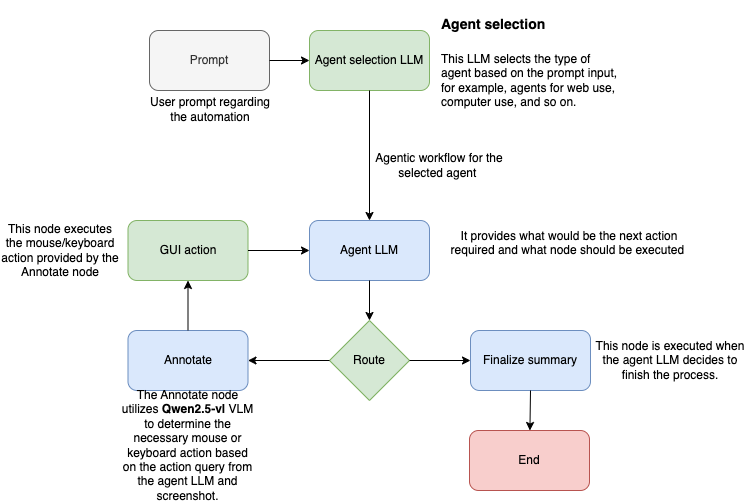 Agent selection
Prompt
Agent selection LLM
This LLM selects the type of
agent based on the prompt input,
for example, agents for web use,
computer use, and so on.
User prompt regarding
the automation
Agentic workflow for the
selected agent
This node executes
the mouse/keyboard
action provided by the
Annotate node
GUI action
Agent LLM
It provides what would be the next action
required and what node should be executed
Annotate
Route
Finalize summary
This node is executed when
the agent LLM decides to
finish the process.
The Annotate node
utilizes Qwen2.5-vl VLM
to determine the
necessary mouse or
keyboard action based
on the action query from
the agent LLM and
screenshot.
End